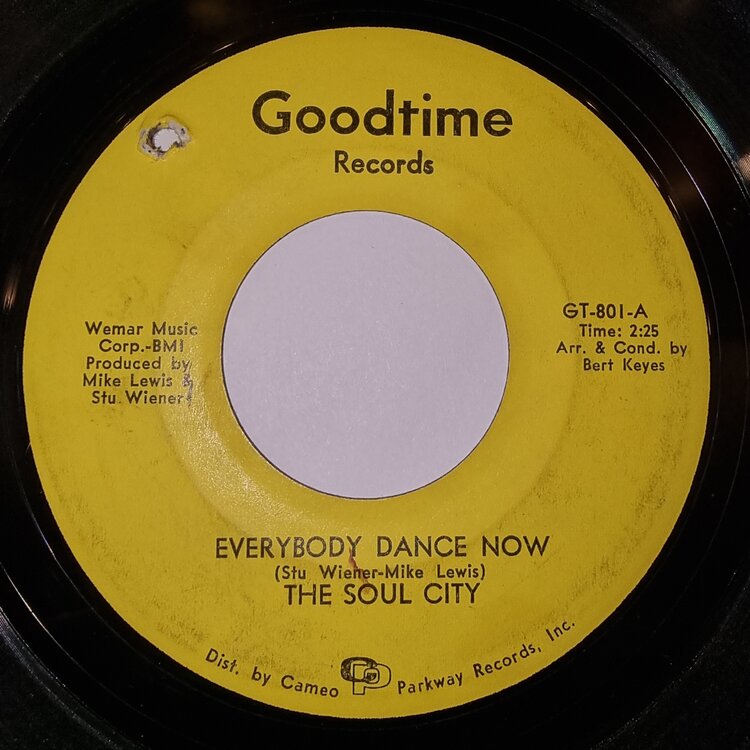 Goodtime
Records
Wemar Music
Corp.-BMI
Produced by
Mike Lewis &
Stu Wiener
GT-801-A
Time: 2:25
Arr. & Cond. by
Bert Keyes
EVERYBODY DANCE NOW
(Stu Wiener-Mike Lewis)
THE SOUL CITY
Dist. by Cameo CP Parkway Records, Inc.